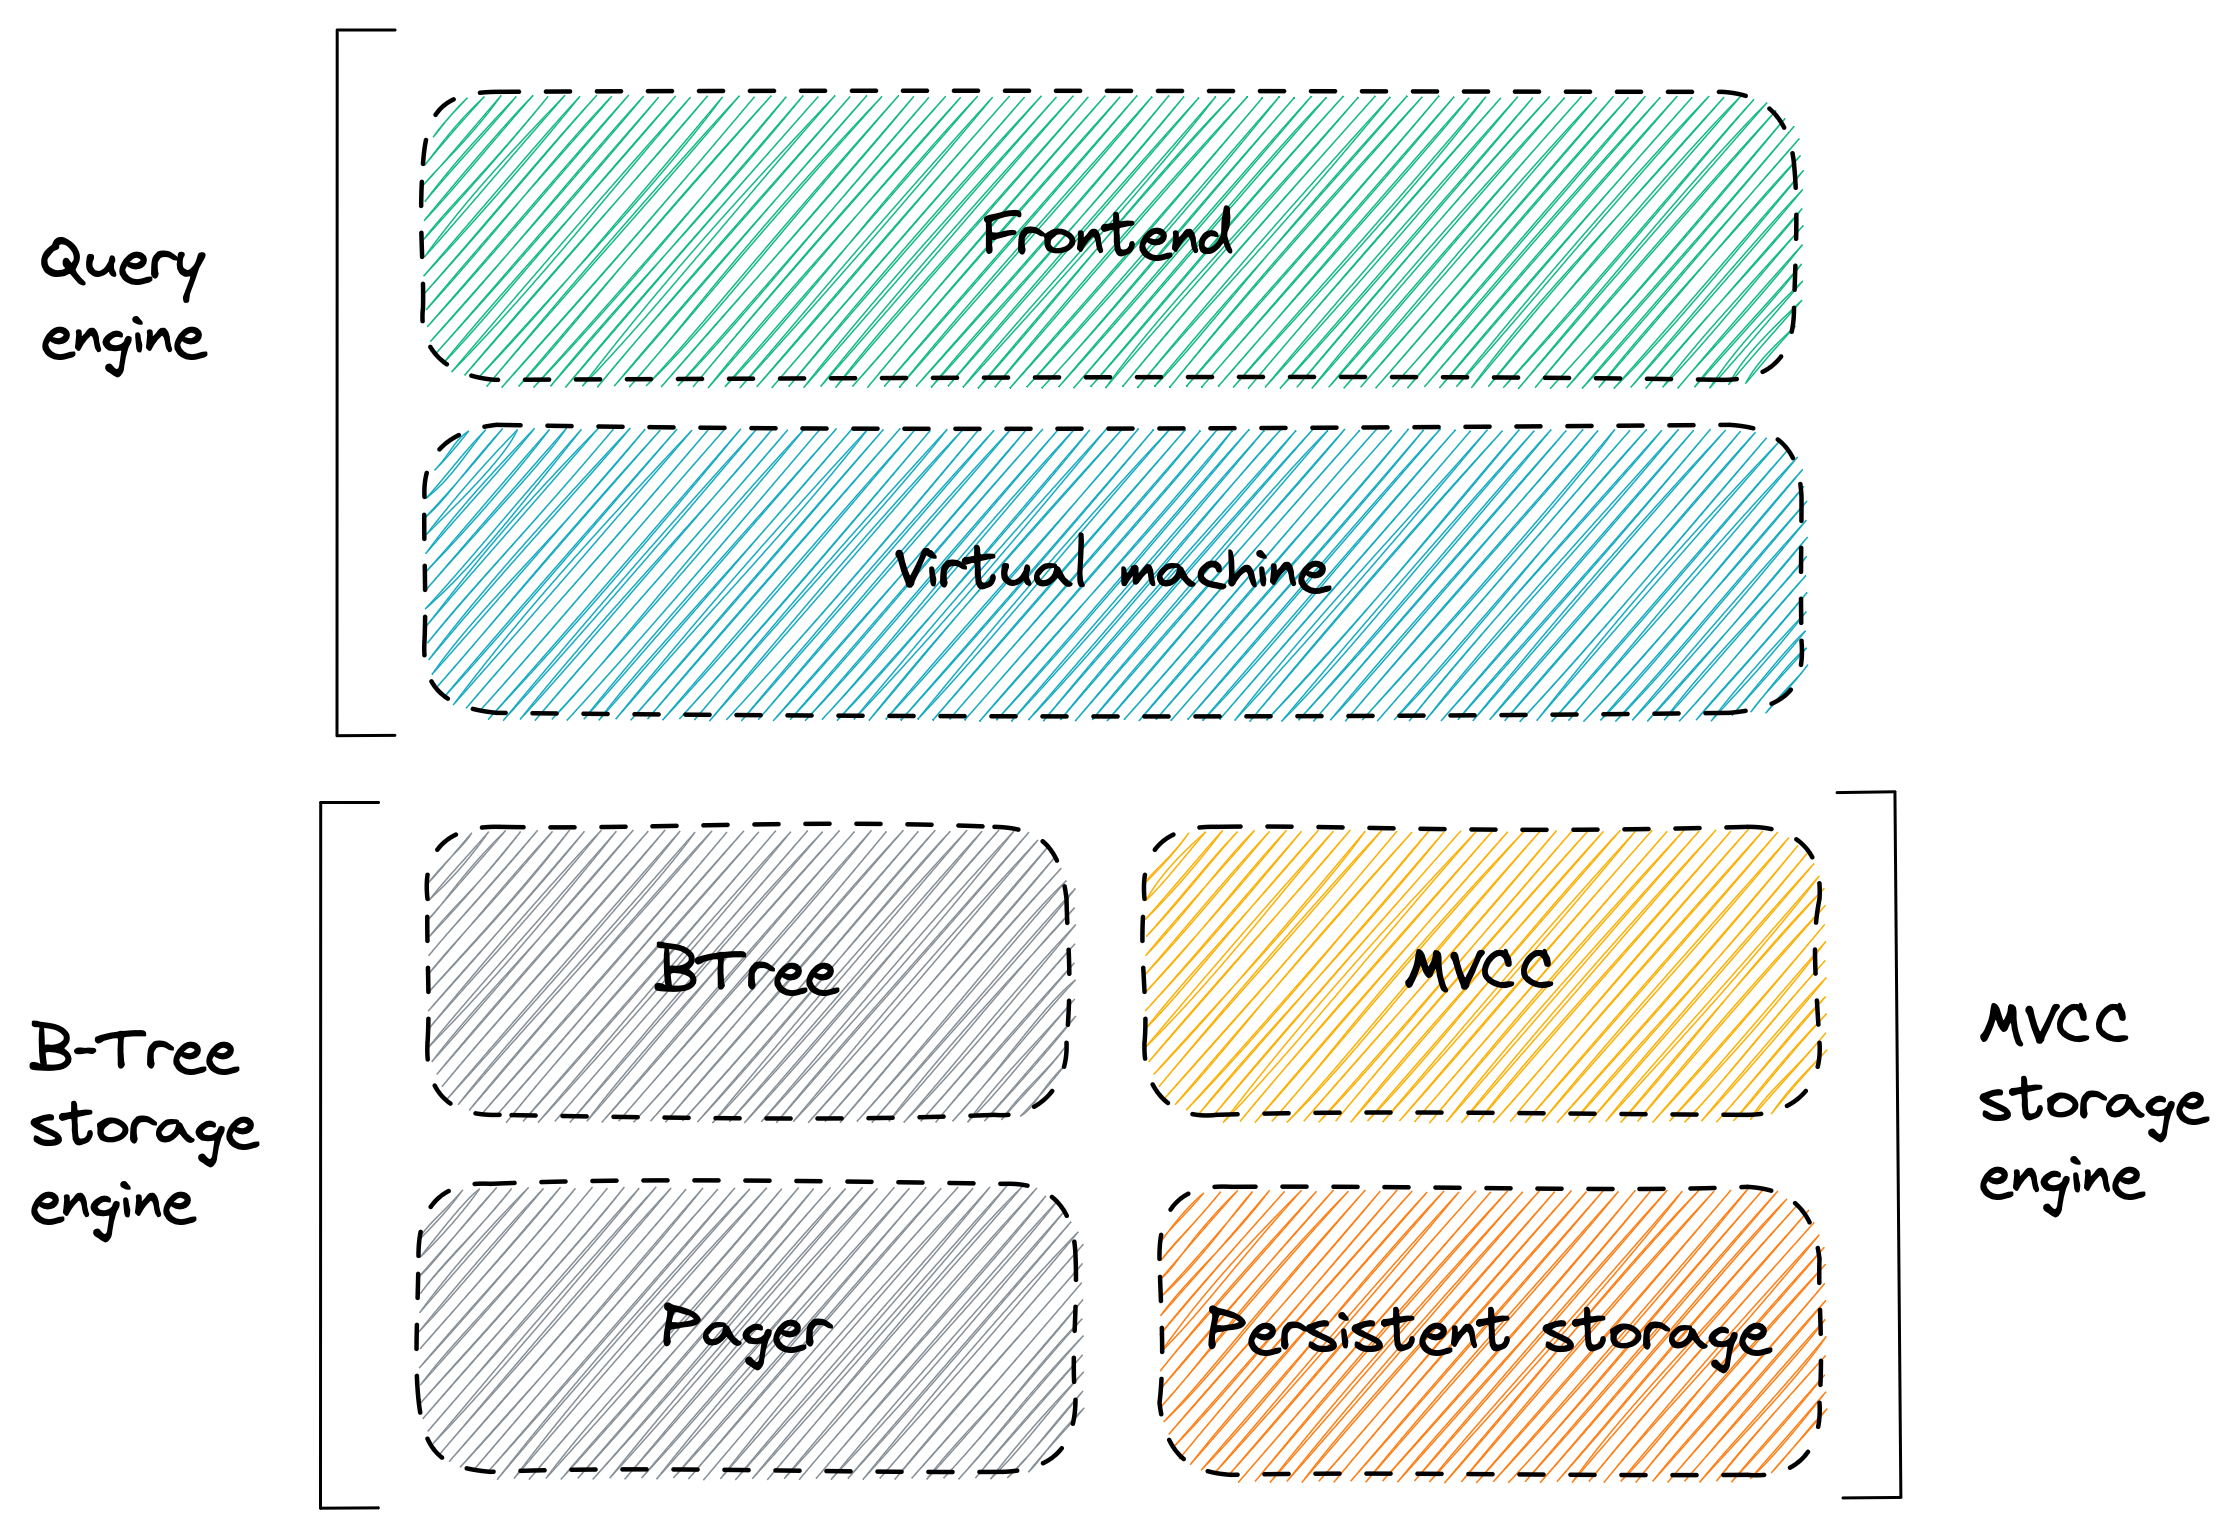 Frontend
Query
engine
Virtual machine
BTree
MVCC
B-Tree
storage
engine
MVCC
storage
engine
Pager
Persistent storage